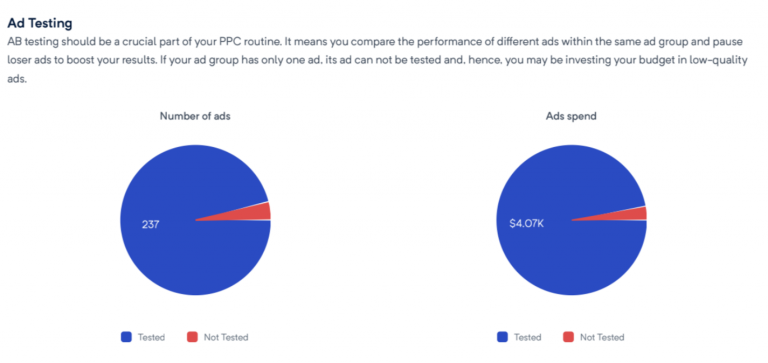 Ad Testing
AB testing should be a crucial part of your PPC routine. It means you compare the performance of different ads within the same ad group and pause
loser ads to boost your results. If your ad group has only one ad, its ad can not be tested and, hence, you may be investing your budget in low-quality
ads.
Number of ads
Ads spend
237
$4.07K
Tested
Not Tested
Tested
Not Tested